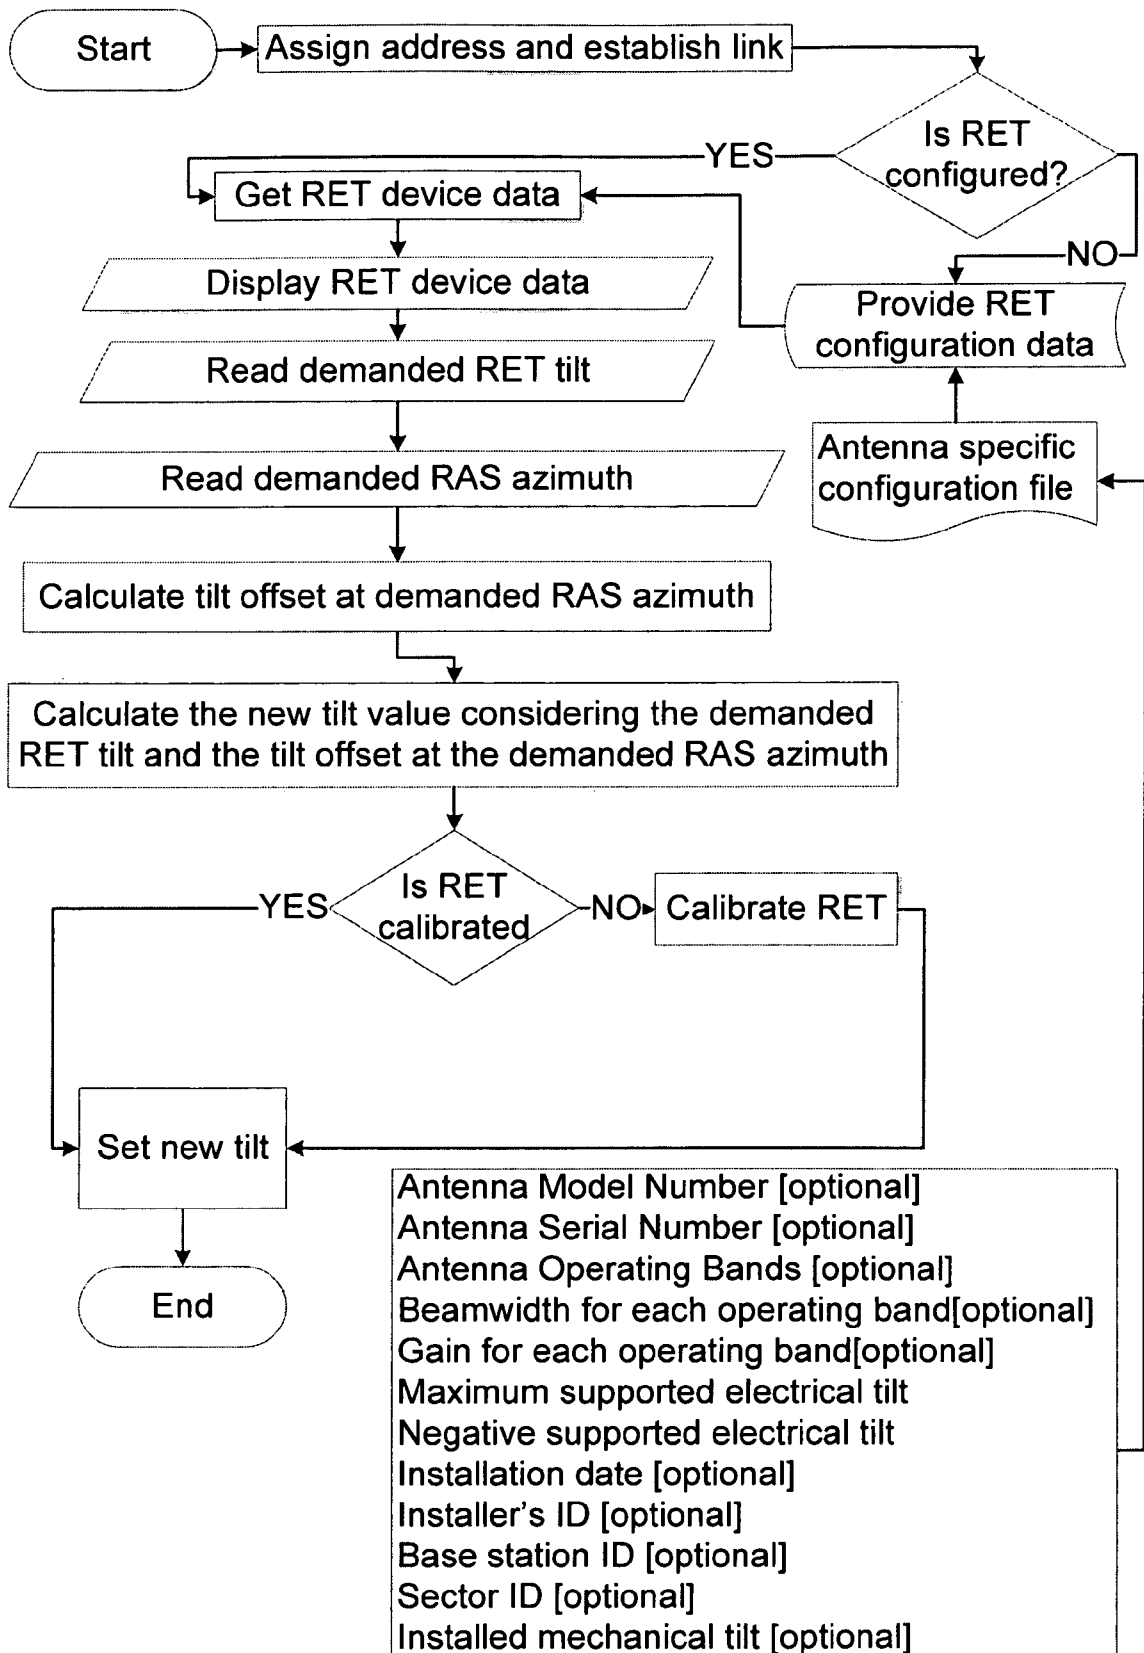 Start
Assign address and establish link
Is RET
configured?
YES
NO
Get RET device data
Display RET device data
Provide RET
configuration data
Read demanded RET tilt
Antenna specific
configuration file
Read demanded RAS azimuth
Calculate tilt offset at demanded RAS azimuth
Calculate the new tilt value considering the demanded
RET tilt and the tilt offset at the demanded RAS azimuth
Is RET
calibrated
YES
NO
Calibrate RET
Set new tilt
End
Antenna Model Number [optional]
Antenna Serial Number [optional]
Antenna Operating Bands [optional]
Beamwidth for each operating band[optional]
Gain for each operating band[optional]
Maximum supported electrical tilt
Negative supported electrical tilt
Installation date [optional]
Installer's ID [optional]
Base station ID [optional]
Sector ID [optional]
Installed mechanical tilt [optional]